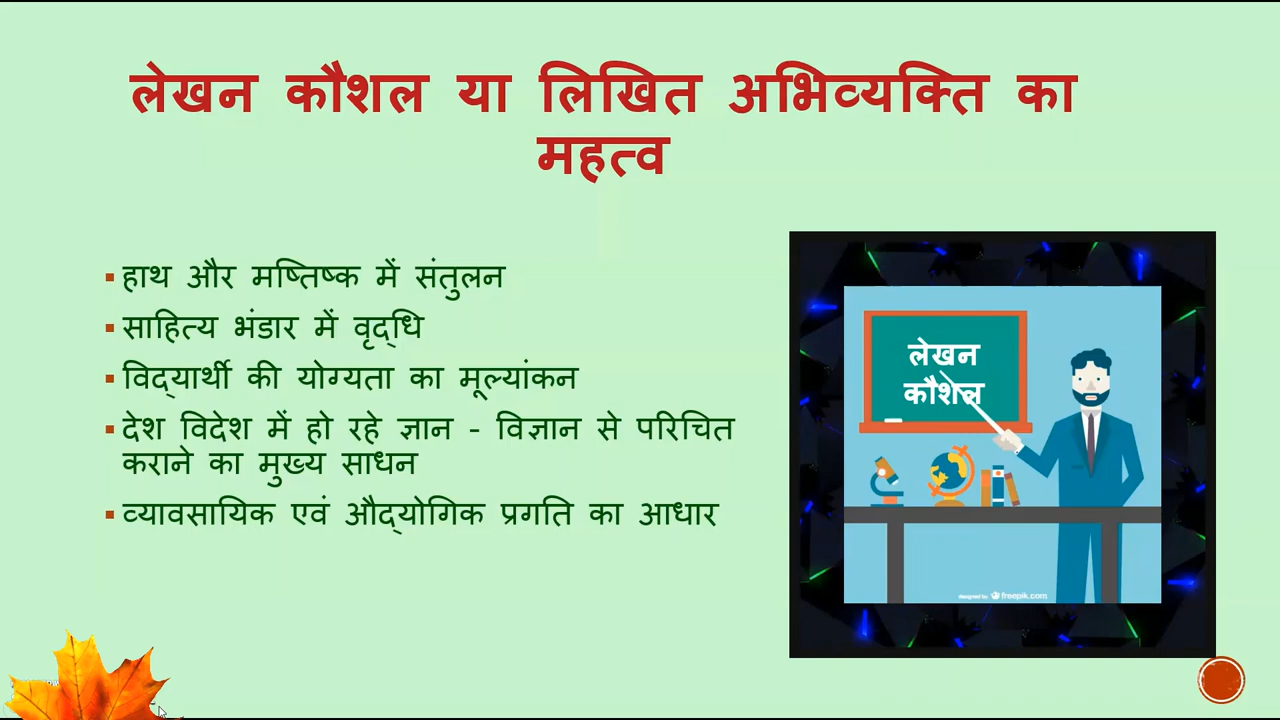 लेखन कौशल या लिखित अभिव्यक्ति का
महत्व
▪ हाथ और मष्तिष्क में संतुलन
▪ साहित्य भंडार में वृद्धि
▪ विद्यार्थी की योग्यता का मूल्यांकन
▪ देश विदेश में हो रहे ज्ञान - विज्ञान से परिचित
कराने का मुख्य साधन
▪ व्यावसायिक एवं औद्योगिक प्रगति का आधार
लेखन
कौशल
designed by freepik.com